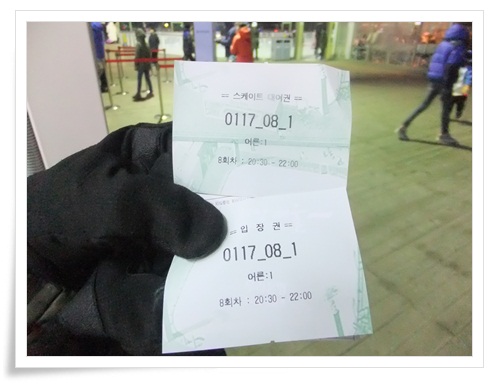 = 스케이트 대여권 =
0117_08_1
어른:1
8회차 : 20:30 - 22:00
= 입 장 권 =
0117_08_1
어른:1
8회차 : 20:30 - 22:00